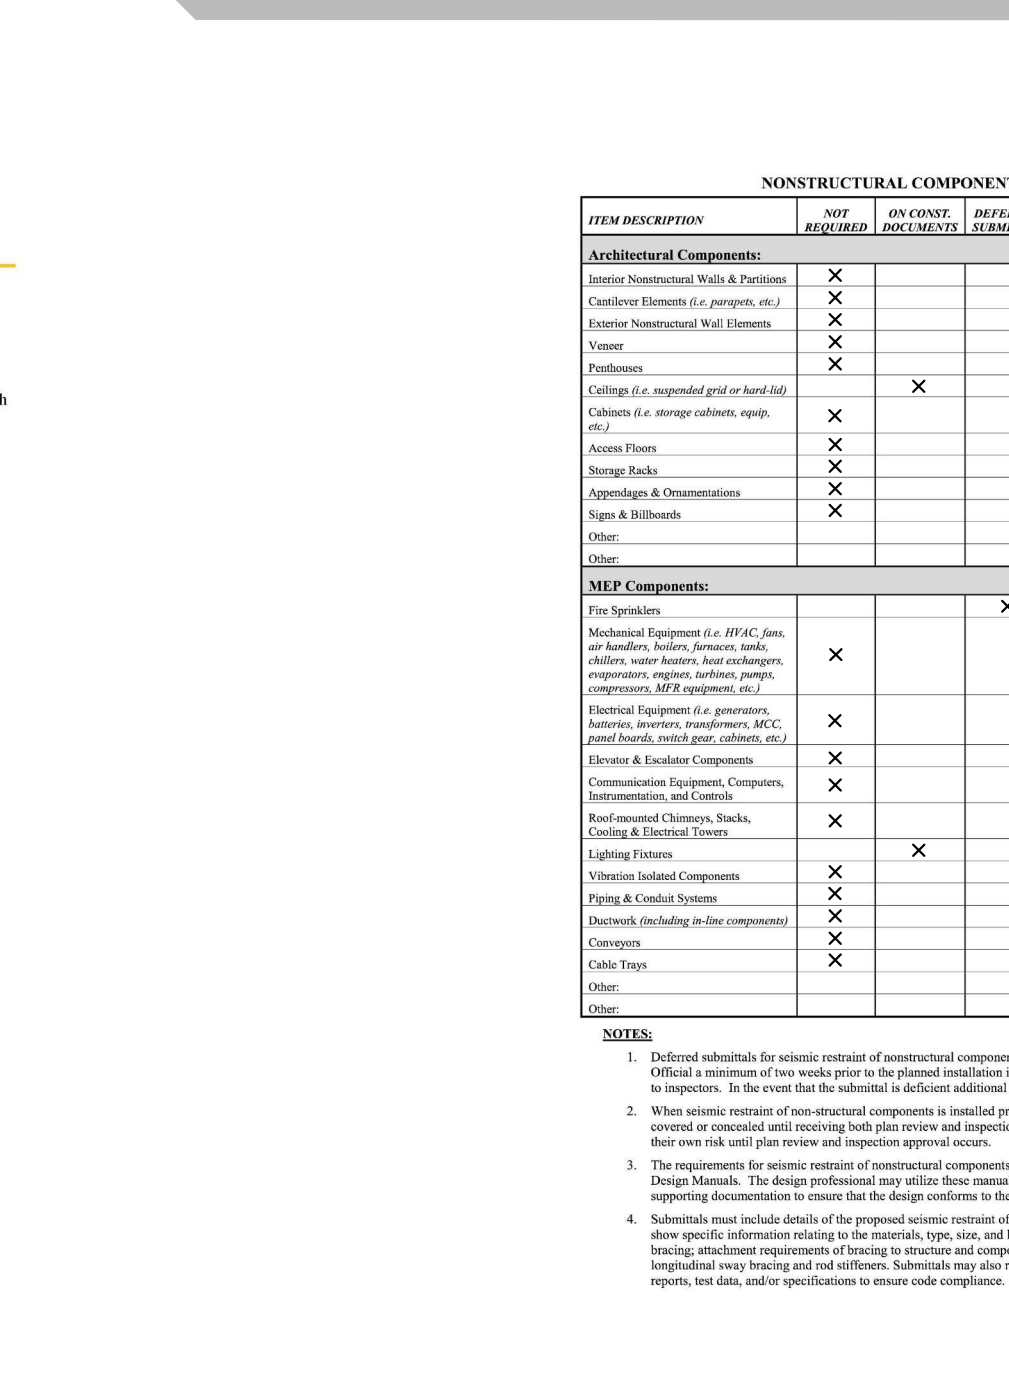 h
NONSTRUCTURAL COMPONENT
ITEM DESCRIPTION
NOT
REQUIRED
ON CONST.
DOCUMENTS
DEFE
SUBM
Architectural Components:
Interior Nonstructural Walls & Partitions X
Cantilever Elements (i.e. parapets, etc.) X
Exterior Nonstructural Wall Elements X
Veneer X
Penthouses X
Ceilings (i.e. suspended grid or hard-lid) X
Cabinets (i.e. storage cabinets, equip, X
etc.)
Access Floors X
Storage Racks X
Appendages & Ornamentations X
Signs & Billboards X
Other:
Other:
MEP Components:
Fire Sprinklers X
Mechanical Equipment (i.e. HVAC, fans,
air handlers, boilers, furnaces, tanks,
chillers, water heaters, heat exchangers, X
evaporators, engines, turbines, pumps,
compressors, MFR equipment, etc.)
Electrical Equipment (i.e. generators,
batteries, inverters, transformers, MCC, X
panel boards, switch gear, cabinets, etc.)
Elevator & Escalator Components X
Communication Equipment, Computers, X
Instrumentation, and Controls
Roof-mounted Chimneys, Stacks, X
Cooling & Electrical Towers
Lighting Fixtures X
Vibration Isolated Components X
Piping & Conduit Systems X
Ductwork (including in-line components) X
Conveyors X
Cable Trays X
Other:
Other:
NOTES:
1. Deferred submittals for seismic restraint of nonstructural componen
Official a minimum of two weeks prior to the planned installation i
to inspectors. In the event that the submittal is deficient additional
2. When seismic restraint of non-structural components is installed pr
covered or concealed until receiving both plan review and inspectio
their own risk until plan review and inspection approval occurs.
3. The requirements for seismic restraint of nonstructural components
Design Manuals. The design professional may utilize these manua
supporting documentation to ensure that the design conforms to the
4. Submittals must include details of the proposed seismic restraint of
show specific information relating to the materials, type, size, and l
bracing; attachment requirements of bracing to structure and compo
longitudinal sway bracing and rod stiffeners. Submittals may also r
reports, test data, and/or specifications to ensure code compliance.